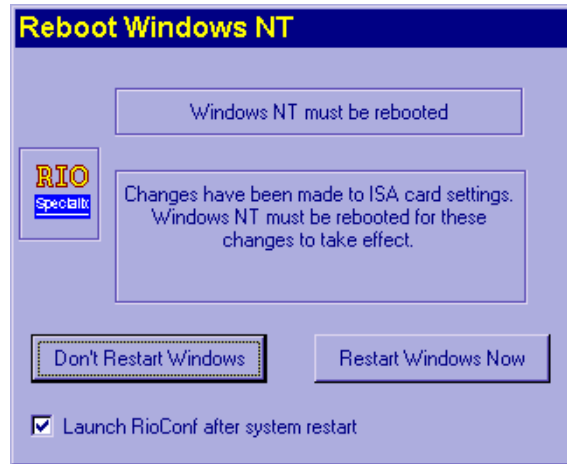 Reboot Windows NT
Windows NT must be rebooted
RIO
Specialix
Changes have been made to ISA card settings.
Windows NT must be rebooted for these
changes to take effect.
Don't Restart Windows
Restart Windows Now
Launch RioConf after system restart